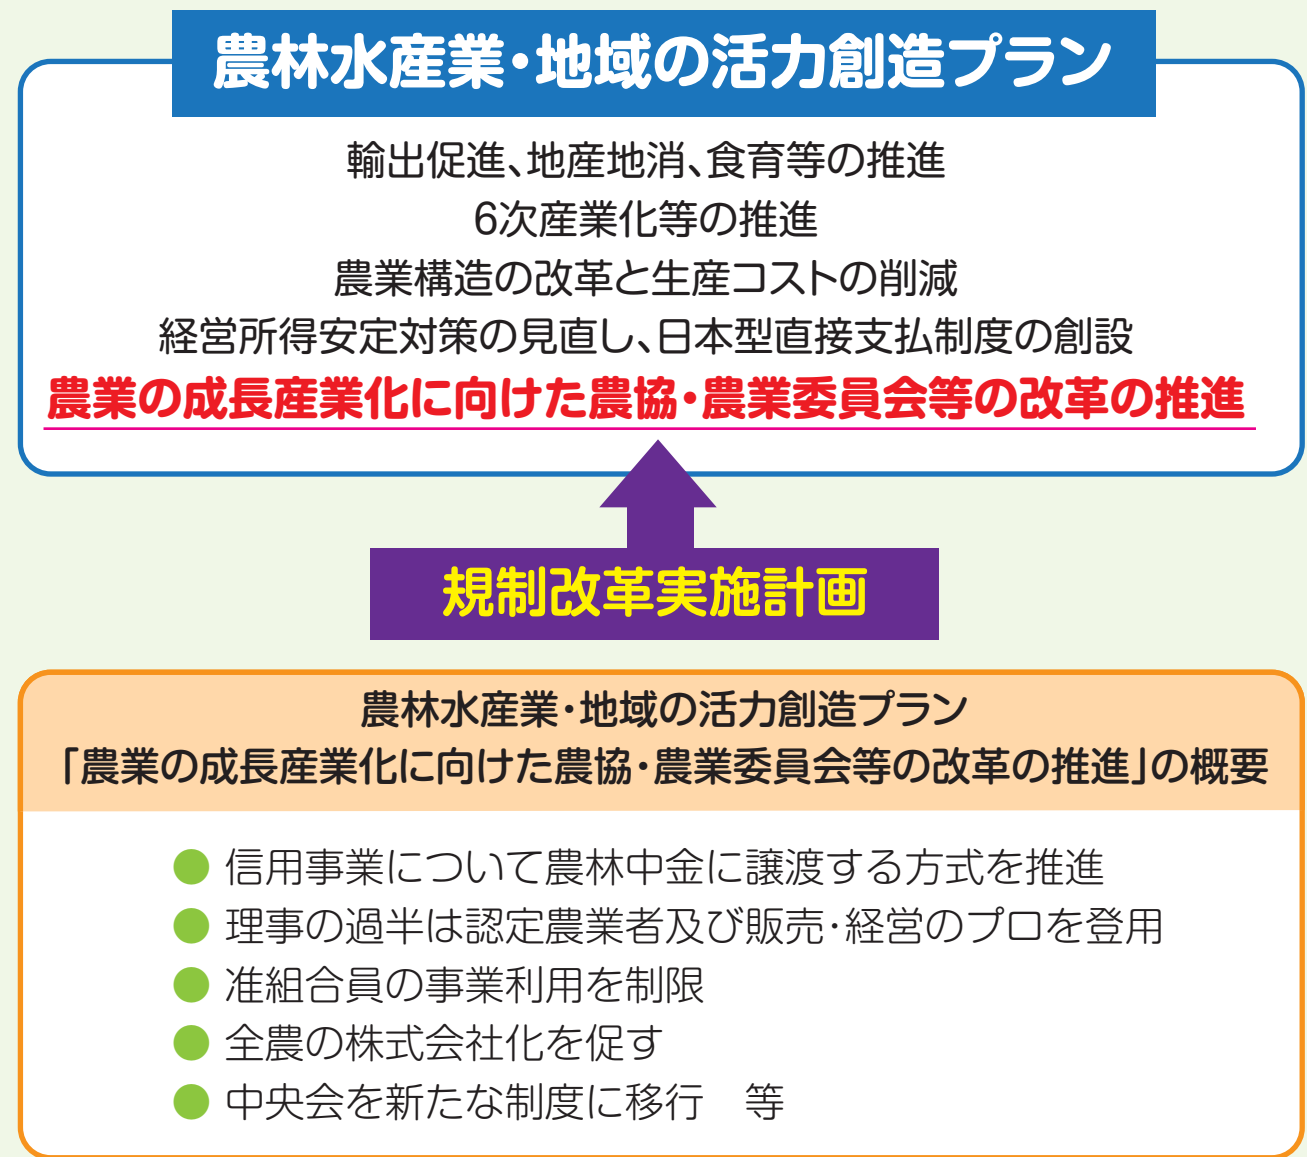 農林水産業・地域の活力創造プラン
輸出促進、地産地消、食育等の推進
6次産業化等の推進
農業構造の改革と生産コストの削減
経営所得安定対策の見直し、日本型直接支払制度の創設
農業の成長産業化に向けた農協・農業委員会等の改革の推進
規制改革実施計画
農林水産業・地域の活力創造プラン
「農業の成長産業化に向けた農協・農業委員会等の改革の推進」の概要
● 信用事業について農林中金に譲渡する方式を推進
● 理事の過半は認定農業者及び販売・経営のプロを登用
● 准組合員の事業利用を制限
● 全農の株式会社化を促す
● 中央会を新たな制度に移行　等